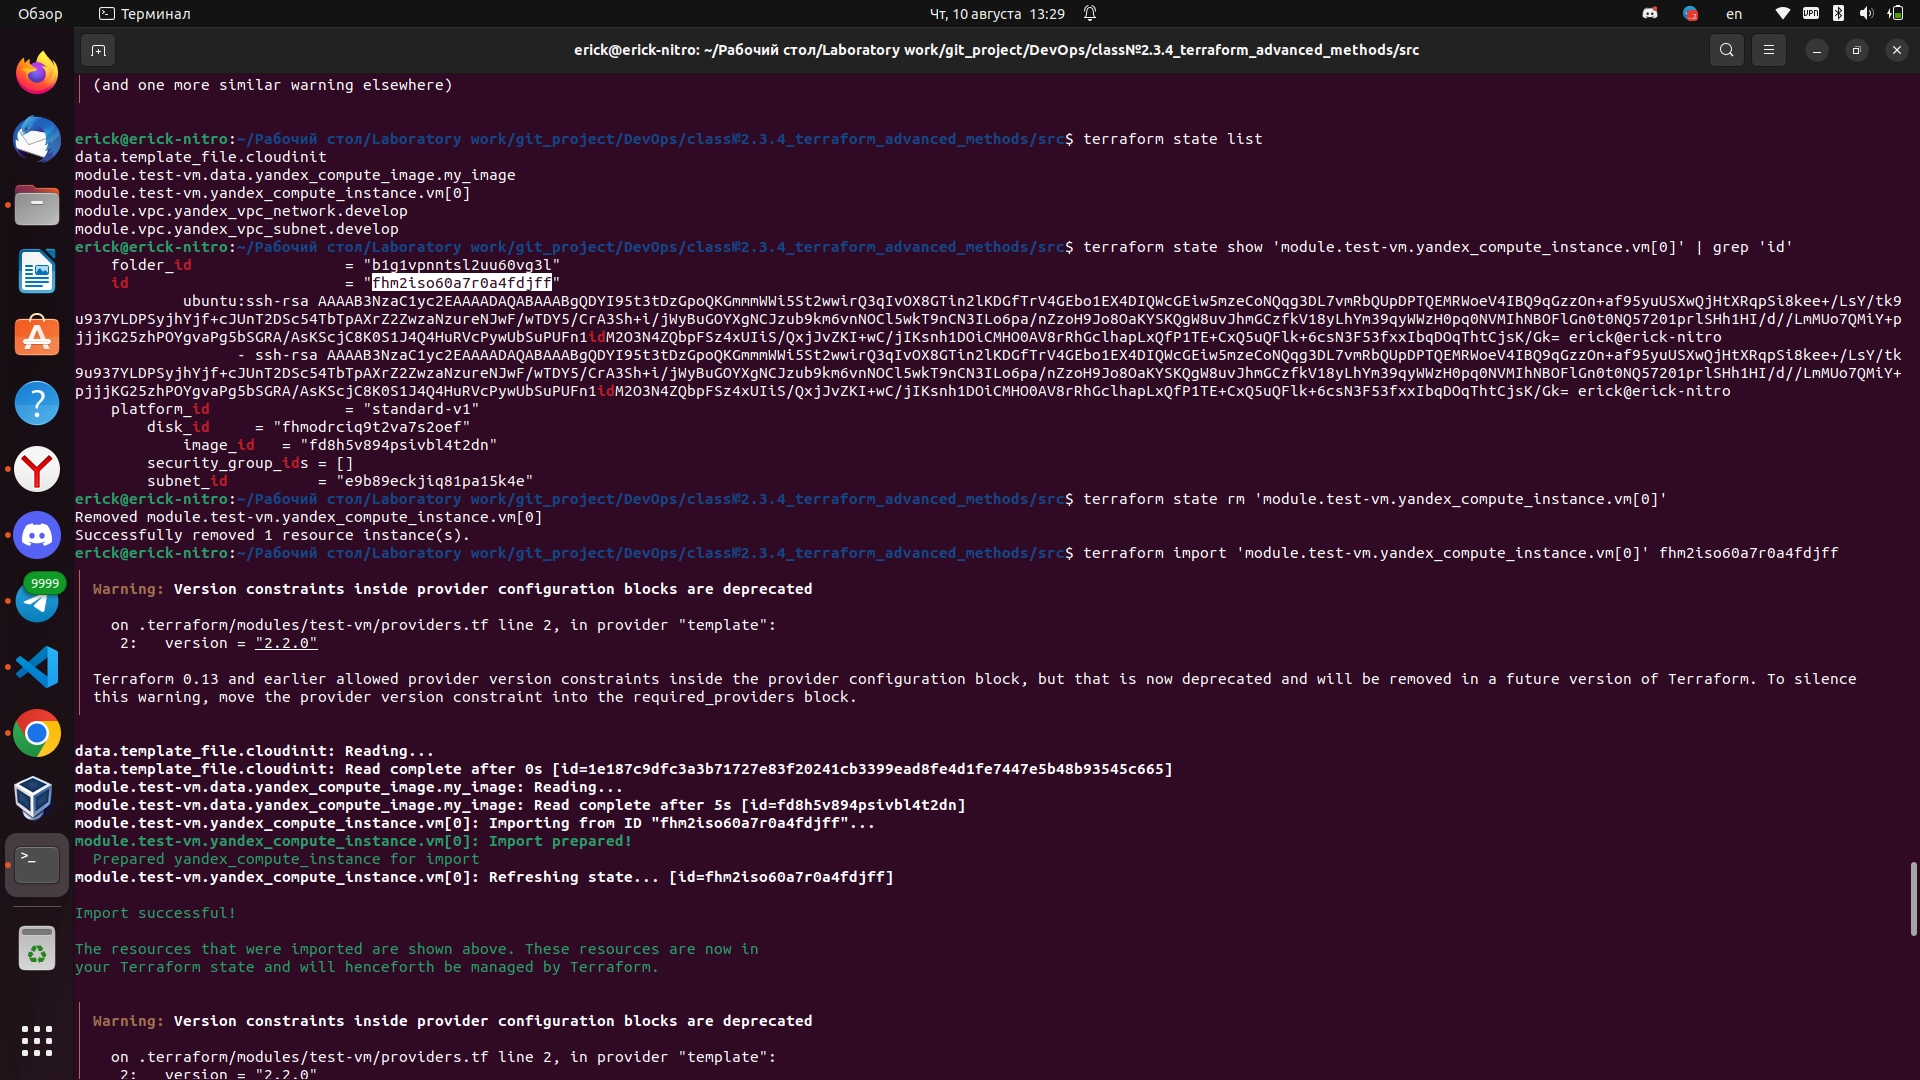 Обзор
Терминал
Чт, 10 августа 13:29
en
VPN
erick@erick-nitro: ~/Рабочий стол/Laboratory work/git_project/DevOps/class№2.3.4_terraform_advanced_methods/src
(and one more similar warning elsewhere)
erick@erick-nitro:~/Рабочий стол/Laboratory work/git_project/DevOps/class№2.3.4_terraform_advanced_methods/src$ terraform state list
data.template_file.cloudinit
module.test-vm.data.yandex_compute_image.my_image
module.test-vm.yandex_compute_instance.vm[0]
module.vpc.yandex_vpc_network.develop
module.vpc.yandex_vpc_subnet.develop
erick@erick-nitro:~/Рабочий стол/Laboratory work/git_project/DevOps/class№2.3.4_terraform_advanced_methods/src$ terraform state show 'module.test-vm.yandex_compute_instance.vm[0]' | grep 'id'
folder_id = "b1g1vpnntsl2uu60vg3l"
id = "fhm2iso60a7r0a4fdjff"
ubuntu:ssh-rsa AAAAB3NzaC1yc2EAAAADAQABAAABgQDYI95t3tDzGpoQKGmmmWWi5St2wwirQ3qIvOX8GTin2lKDGfTrV4GEbo1EX4DIQWcGEiw5mzeCoNQqg3DL7vmRbQUpDPTQEMRWoeV4IBQ9qGzzOn+af95yuUSXwQjHtXRqpSi8kee+/LsY/tk9
u937YLDPSyjhYjf+cJUnT2DSc54TbTpAXrZ2ZwzaNzureNJwF/wTDY5/CrA3Sh+i/jWyBuGOYXgNCJzub9km6vnNOCl5wkT9nCN3ILo6pa/nZzoH9Jo8OaKYSKQgW8uvJhmGCzfkV18yLhYm39qyWWzH0pq0NVMIhNBOFlGn0t0NQ57201prlSHh1HI/d//LmMUo7QMiY+p
jjjKG25zhPOYgvaPg5bSGRA/AsKScjC8K0S1J4Q4HuRVcPywUbSuPUFn1idM2O3N4ZQbpFSz4xUIiS/QxjJvZKI+wC/jIKsnh1DOiCMHO0AV8rRhGclhapLxQfP1TE+CxQ5uQFlk+6csN3F53fxxIbqDOqThtCjsK/Gk= erick@erick-nitro
- ssh-rsa AAAAB3NzaC1yc2EAAAADAQABAAABgQDYI95t3tDzGpoQKGmmmWWi5St2wwirQ3qIvOX8GTin2lKDGfTrV4GEbo1EX4DIQWcGEiw5mzeCoNQqg3DL7vmRbQUpDPTQEMRWoeV4IBQ9qGzzOn+af95yuUSXwQjHtXRqpSi8kee+/LsY/tk
9u937YLDPSyjhYjf+cJUnT2DSc54TbTpAXrZ2ZwzaNzureNJwF/wTDY5/CrA3Sh+i/jWyBuGOYXgNCJzub9km6vnNOCl5wkT9nCN3ILo6pa/nZzoH9Jo8OaKYSKQgW8uvJhmGCzfkV18yLhYm39qyWWzH0pq0NVMIhNBOFlGn0t0NQ57201prlSHh1HI/d//LmMUo7QMiY+
pjjjKG25zhPOYgvaPg5bSGRA/AsKScjC8K0S1J4Q4HuRVcPywUbSuPUFn1idM2O3N4ZQbpFSz4xUIiS/QxjJvZKI+wC/jIKsnh1DOiCMHO0AV8rRhGclhapLxQfP1TE+CxQ5uQFlk+6csN3F53fxxIbqDOqThtCjsK/Gk= erick@erick-nitro
platform_id = "standard-v1"
disk_id = "fhmodrciq9t2va7s2oef"
image_id = "fd8h5v894psivbl4t2dn"
security_group_ids = []
subnet_id = "e9b89eckjiq81pa15k4e"
erick@erick-nitro:~/Рабочий стол/Laboratory work/git_project/DevOps/class№2.3.4_terraform_advanced_methods/src$ terraform state rm 'module.test-vm.yandex_compute_instance.vm[0]'
Removed module.test-vm.yandex_compute_instance.vm[0]
Successfully removed 1 resource instance(s).
erick@erick-nitro:~/Рабочий стол/Laboratory work/git_project/DevOps/class№2.3.4_terraform_advanced_methods/src$ terraform import 'module.test-vm.yandex_compute_instance.vm[0]' fhm2iso60a7r0a4fdjff
Warning: Version constraints inside provider configuration blocks are deprecated
on .terraform/modules/test-vm/providers.tf line 2, in provider "template":
2: version = "2.2.0"
Terraform 0.13 and earlier allowed provider version constraints inside the provider configuration block, but that is now deprecated and will be removed in a future version of Terraform. To silence
this warning, move the provider version constraint into the required_providers block.
data.template_file.cloudinit: Reading...
data.template_file.cloudinit: Read complete after 0s [id=1e187c9dfc3a3b71727e83f20241cb3399ead8fe4d1fe7447e5b48b93545c665]
module.test-vm.data.yandex_compute_image.my_image: Reading...
module.test-vm.data.yandex_compute_image.my_image: Read complete after 5s [id=fd8h5v894psivbl4t2dn]
module.test-vm.yandex_compute_instance.vm[0]: Importing from ID "fhm2iso60a7r0a4fdjff"...
module.test-vm.yandex_compute_instance.vm[0]: Import prepared!
Prepared yandex_compute_instance for import
module.test-vm.yandex_compute_instance.vm[0]: Refreshing state... [id=fhm2iso60a7r0a4fdjff]
Import successful!
The resources that were imported are shown above. These resources are now in
your Terraform state and will henceforth be managed by Terraform.
Warning: Version constraints inside provider configuration blocks are deprecated
on .terraform/modules/test-vm/providers.tf line 2, in provider "template":
2: version = "2.2.0"
9999